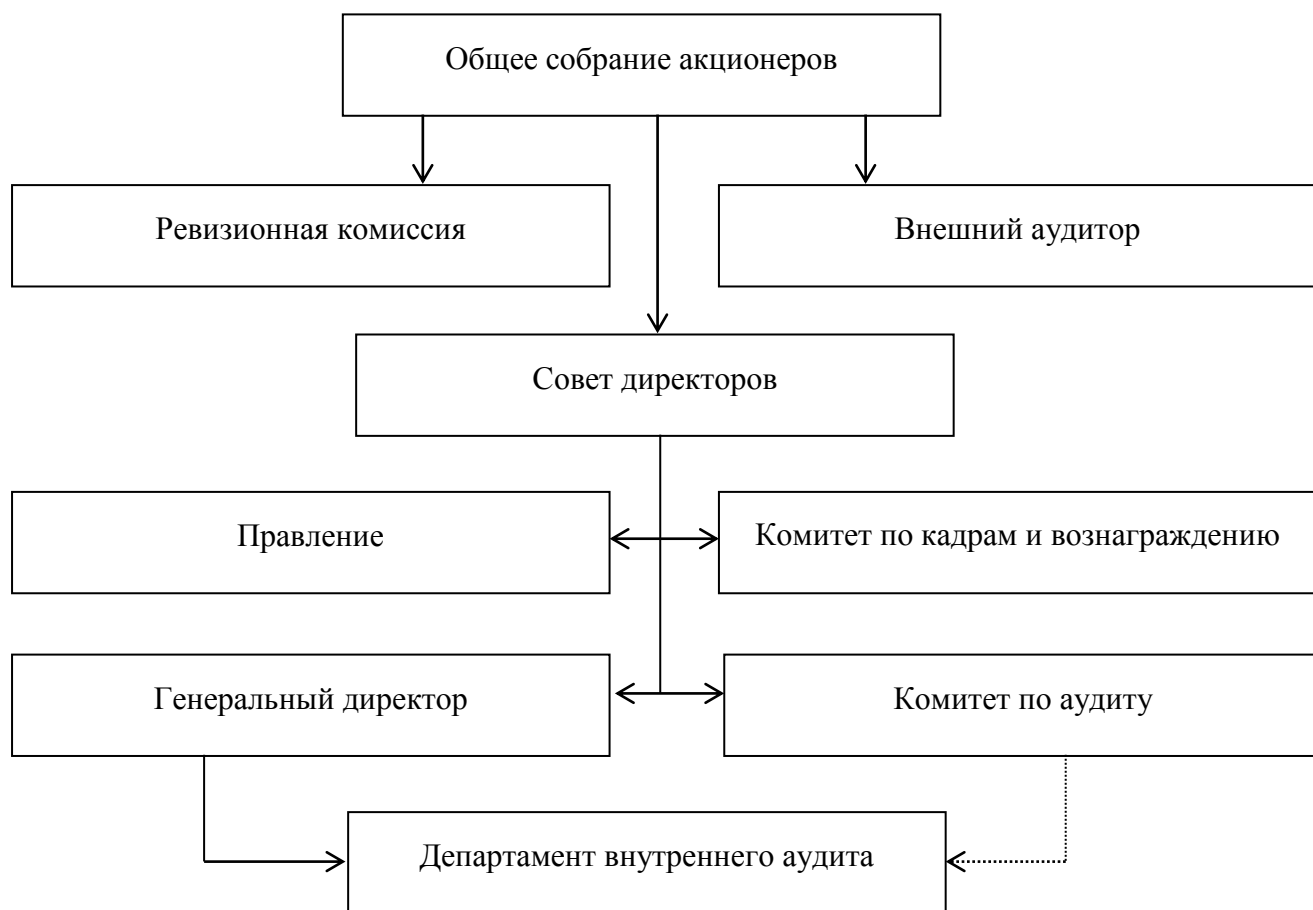 Общее собрание акционеров
Ревизионная комиссия
Внешний аудитор
Совет директоров
Правление
Комитет по кадрам и вознаграждению
Генеральный директор
Комитет по аудиту
Департамент внутреннего аудита